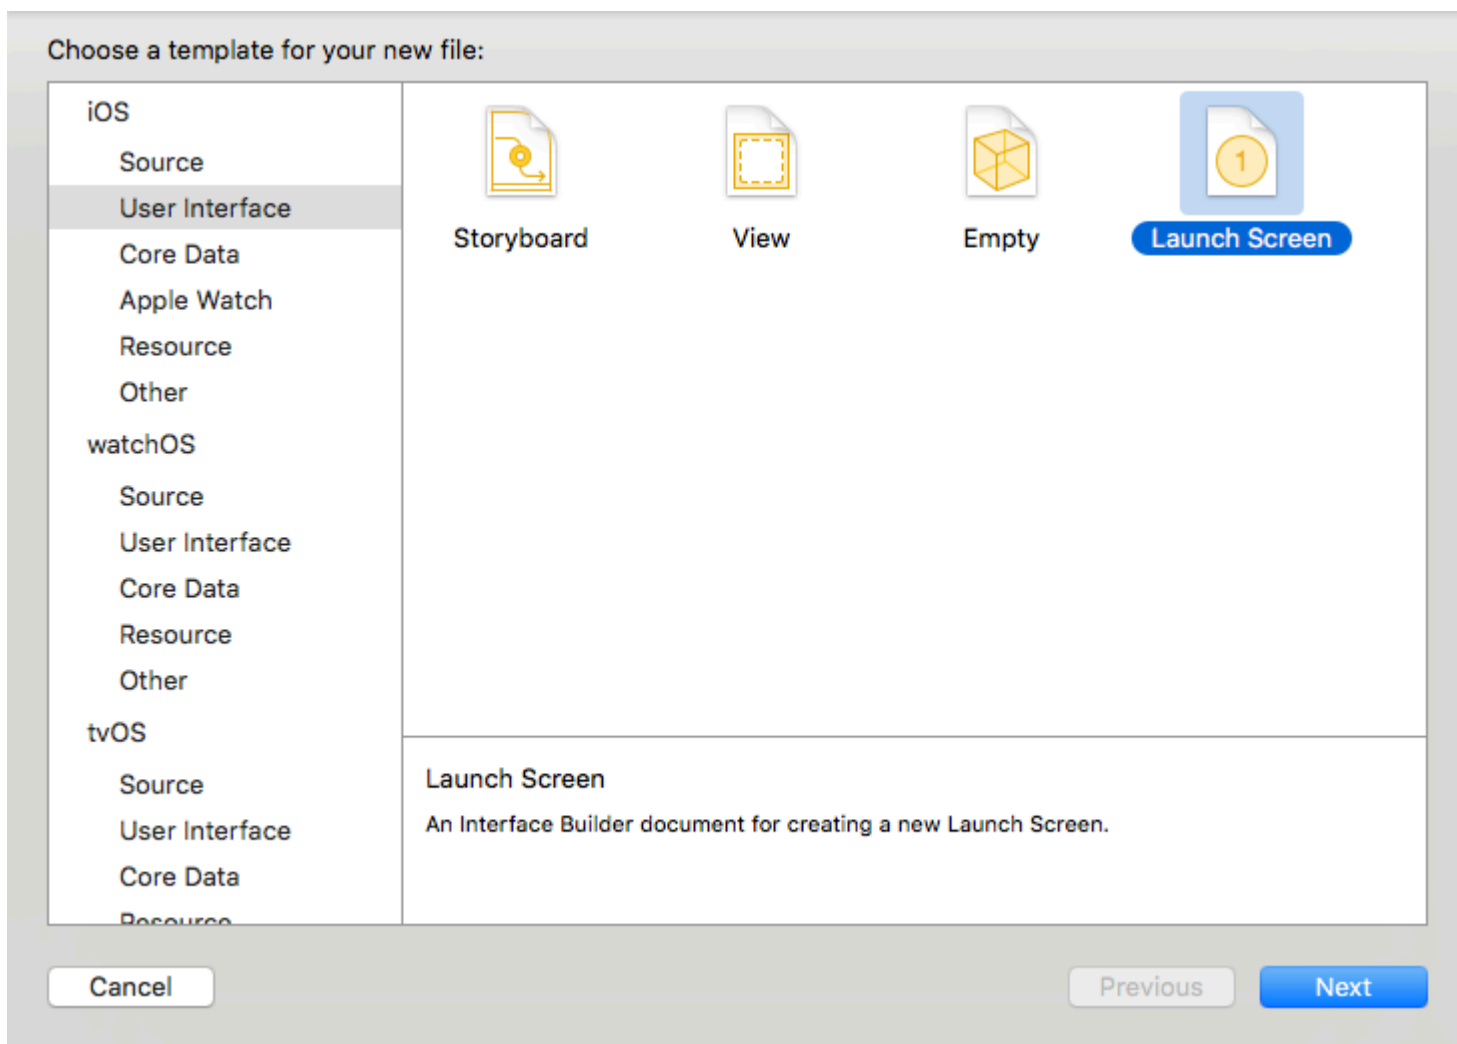 Choose a template for your new file:
iOS
Source
User Interface
Core Data
Apple Watch
Resource
Other
watchOS
Source
User Interface
Core Data
Resource
Other
tvOS
Source
User Interface
Core Data
Resource
Storyboard
View
Empty
1
Launch Screen
Launch Screen
An Interface Builder document for creating a new Launch Screen.
Cancel
Previous
Next